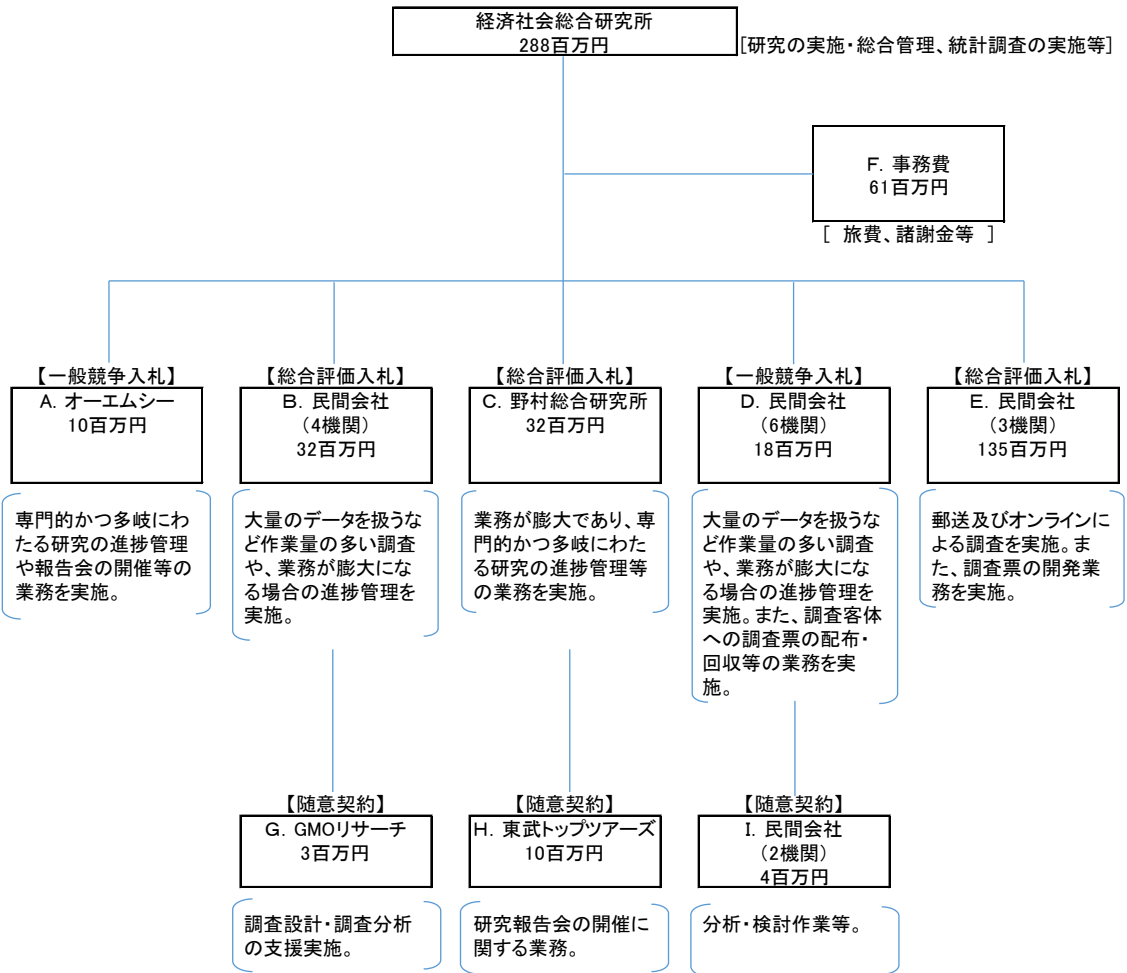 経済社会総合研究所
288百万円
[研究の実施・総合管理、統計調査の実施等]
F. 事務費
61百万円
[ 旅費、諸謝金等 ]
【一般競争入札】
A. オーエムシー
10百万円
専門的かつ多岐にわ
たる研究の進捗管理
や報告会の開催等の
業務を実施。
【総合評価入札】
B. 民間会社
(4機関)
32百万円
大量のデータを扱うな
ど作業量の多い調査
や、業務が膨大にな
る場合の進捗管理を
実施。
【総合評価入札】
C. 野村総合研究所
32百万円
業務が膨大であり、専
門的かつ多岐にわた
る研究の進捗管理等
の業務を実施。
【一般競争入札】
D. 民間会社
(6機関)
18百万円
大量のデータを扱うな
ど作業量の多い調査
や、業務が膨大にな
る場合の進捗管理を
実施。また、調査客体
への調査票の配布・
回収等の業務を実
施。
【総合評価入札】
E. 民間会社
(3機関)
135百万円
郵送及びオンラインに
よる調査を実施。ま
た、調査票の開発業
務を実施。
【随意契約】
G. GMOリサーチ
3百万円
調査設計・調査分析
の支援実施。
【随意契約】
H. 東武トップツアーズ
10百万円
研究報告会の開催に
関する業務。
【随意契約】
I. 民間会社
(2機関)
4百万円
分析・検討作業等。